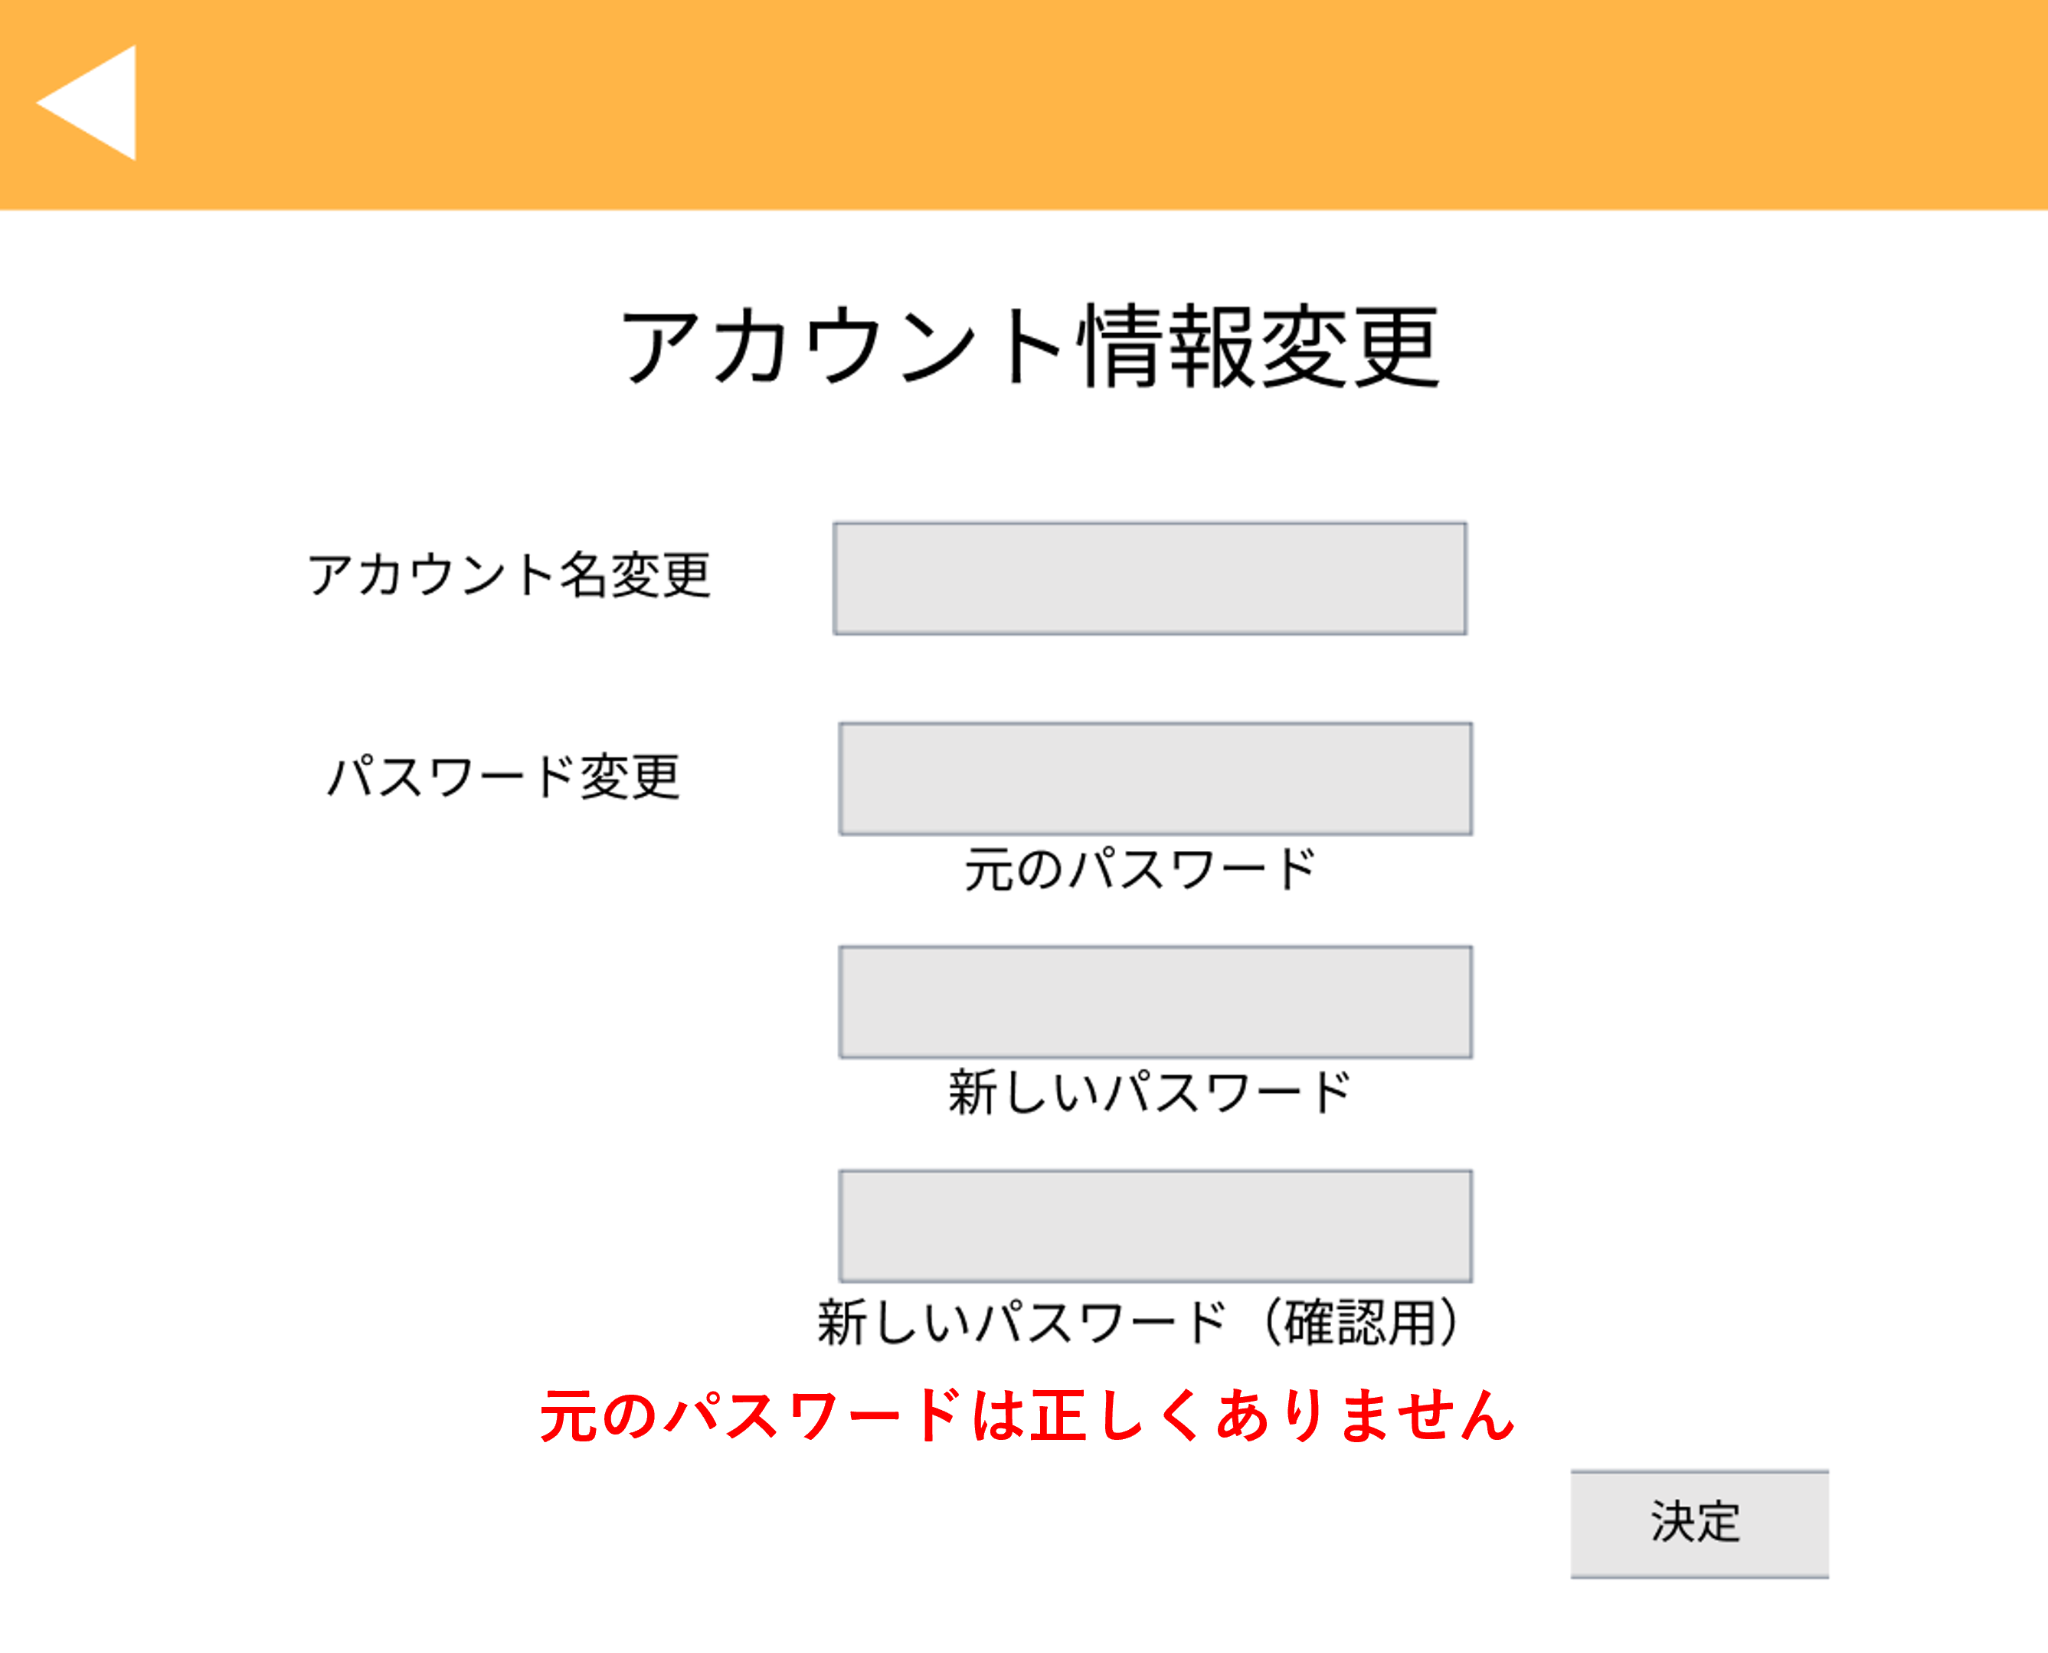 アカウント情報変更
アカウント名変更
パスワード変更
元のパスワード
新しいパスワード
新しいパスワード（確認用）
元のパスワードは正しくありません
決定